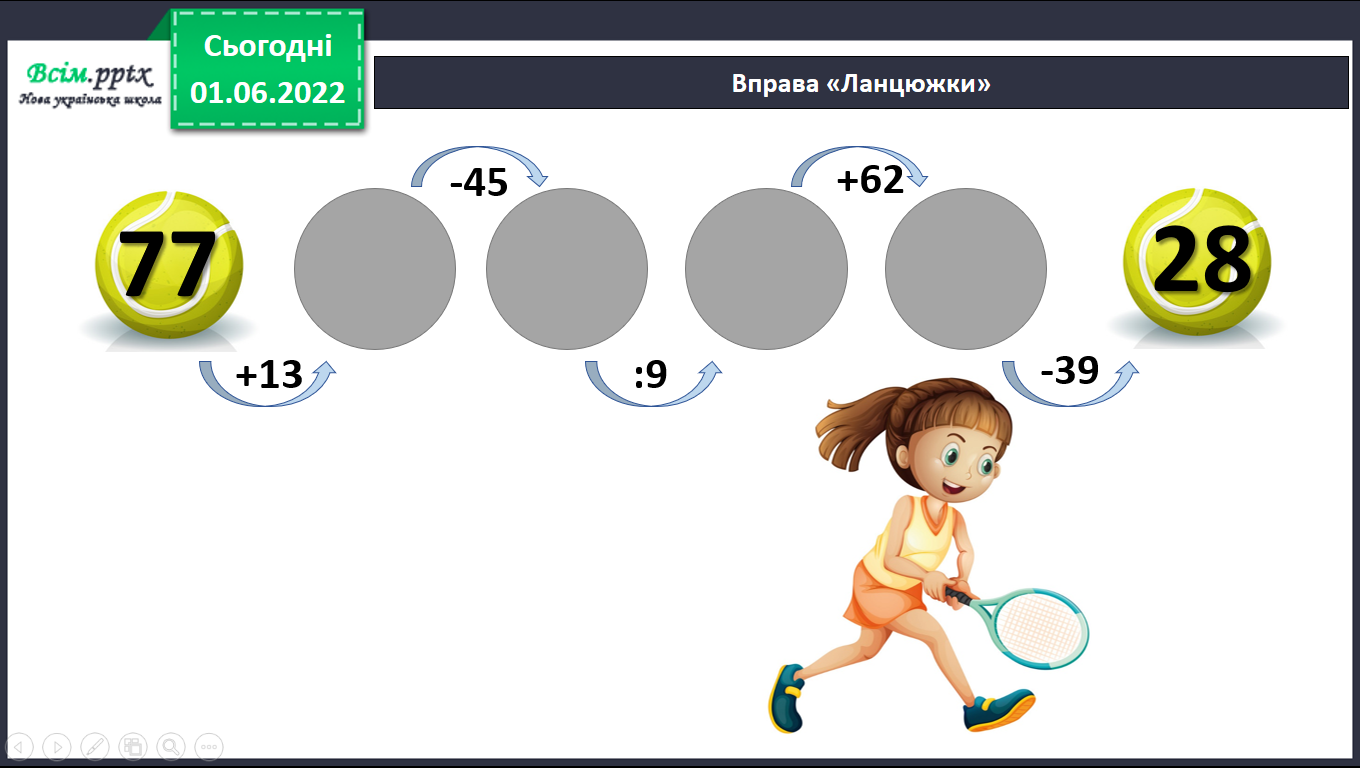 Всім.pptx
Нова українська школа
Сьогодні
01.06.2022
Вправа «Ланцюжки»
-45
+62
77
28
+13
:9
-39